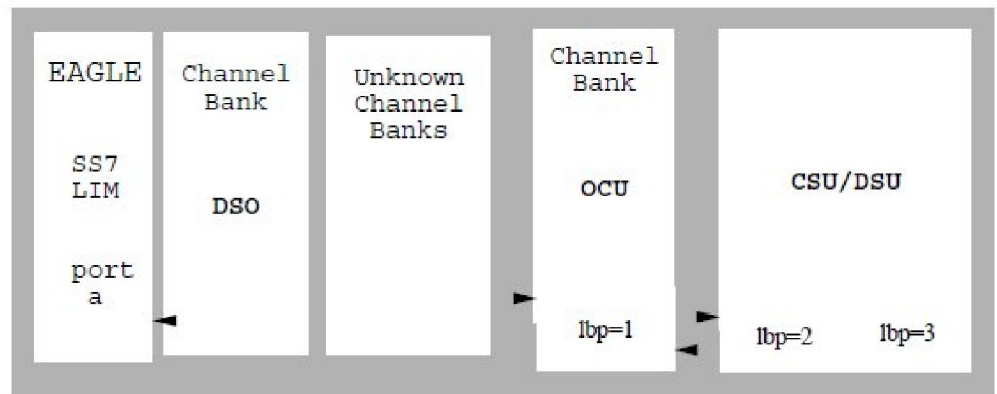 EAGLE
SS7
LIM
port
a
Channel
Bank
DSO
Unknown
Channel
Banks
Channel
Bank
OCU
lbp=1
CSU/DSU
lbp=2
lbp=3